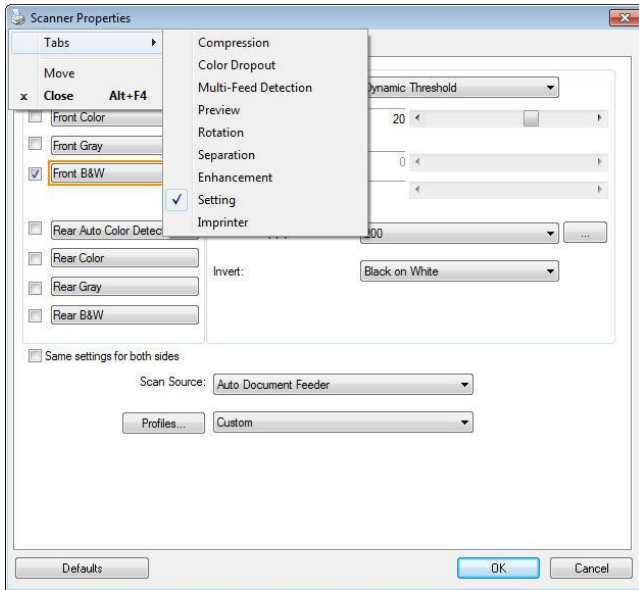 Scanner Properties
Tabs
Move
x Close Alt+F4
Compression
Color Dropout
Multi-Feed Detection
Preview
Rotation
Separation
Enhancement
Setting
Imprinter
Dynamic Threshold
Front Color
20
Front Gray
0
Front B&W
Rear Auto Color Detec
200
...
Rear Color
Invert: Black on White
Rear Gray
Rear B&W
Same settings for both sides
Scan Source: Auto Document Feeder
Profiles... Custom
Defaults OK Cancel